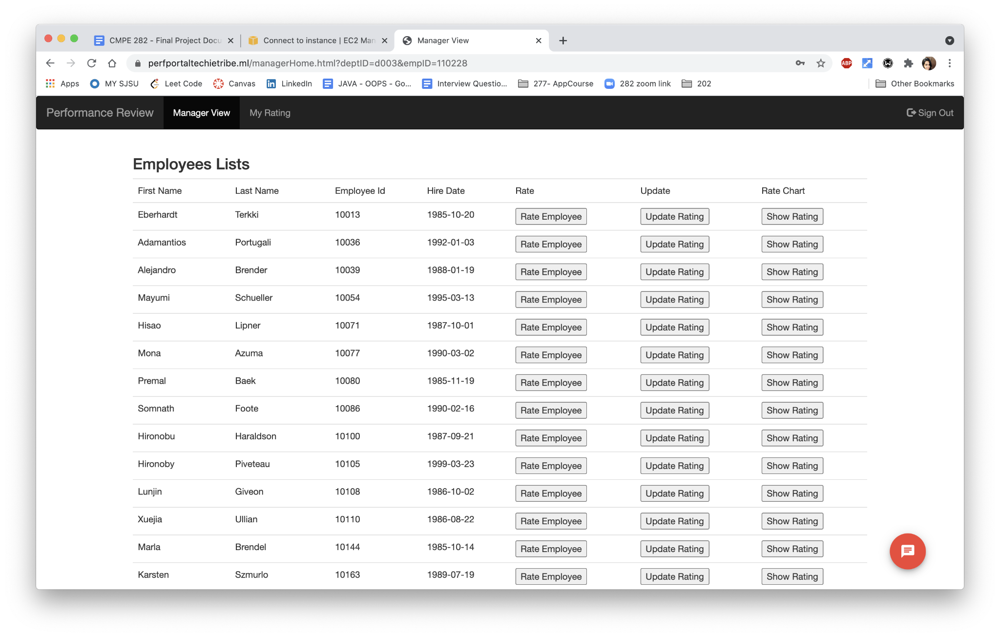 CMPE 282 - Final Project Docu
Connect to instance | EC2 Man
Manager View
perfportaltechietribe.ml/managerHome.html?deptID=d003&empID=110228
ABP
Apps MY SJSU Leet Code Canvas LinkedIn JAVA - OOPS - Go... Interview Questio... 277- AppCourse 282 zoom link 202 Other Bookmarks
Performance Review Manager View My Rating Sign Out
Employees Lists
First Name Last Name Employee Id Hire Date Rate Update Rate Chart
Eberhardt Terkki 10013 1985-10-20 Rate Employee Update Rating Show Rating
Adamantios Portugali 10036 1992-01-03 Rate Employee Update Rating Show Rating
Alejandro Brender 10039 1988-01-19 Rate Employee Update Rating Show Rating
Mayumi Schueller 10054 1995-03-13 Rate Employee Update Rating Show Rating
Hisao Lipner 10071 1987-10-01 Rate Employee Update Rating Show Rating
Mona Azuma 10077 1990-03-02 Rate Employee Update Rating Show Rating
Premal Baek 10080 1985-11-19 Rate Employee Update Rating Show Rating
Somnath Foote 10086 1990-02-16 Rate Employee Update Rating Show Rating
Hironobu Haraldson 10100 1987-09-21 Rate Employee Update Rating Show Rating
Hironoby Piveteau 10105 1999-03-23 Rate Employee Update Rating Show Rating
Lunjin Giveon 10108 1986-10-02 Rate Employee Update Rating Show Rating
Xuejia Ullian 10110 1986-08-22 Rate Employee Update Rating Show Rating
Marla Brendel 10144 1985-10-14 Rate Employee Update Rating Show Rating
Karsten Szmurlo 10163 1989-07-19 Rate Employee Update Rating Show Rating